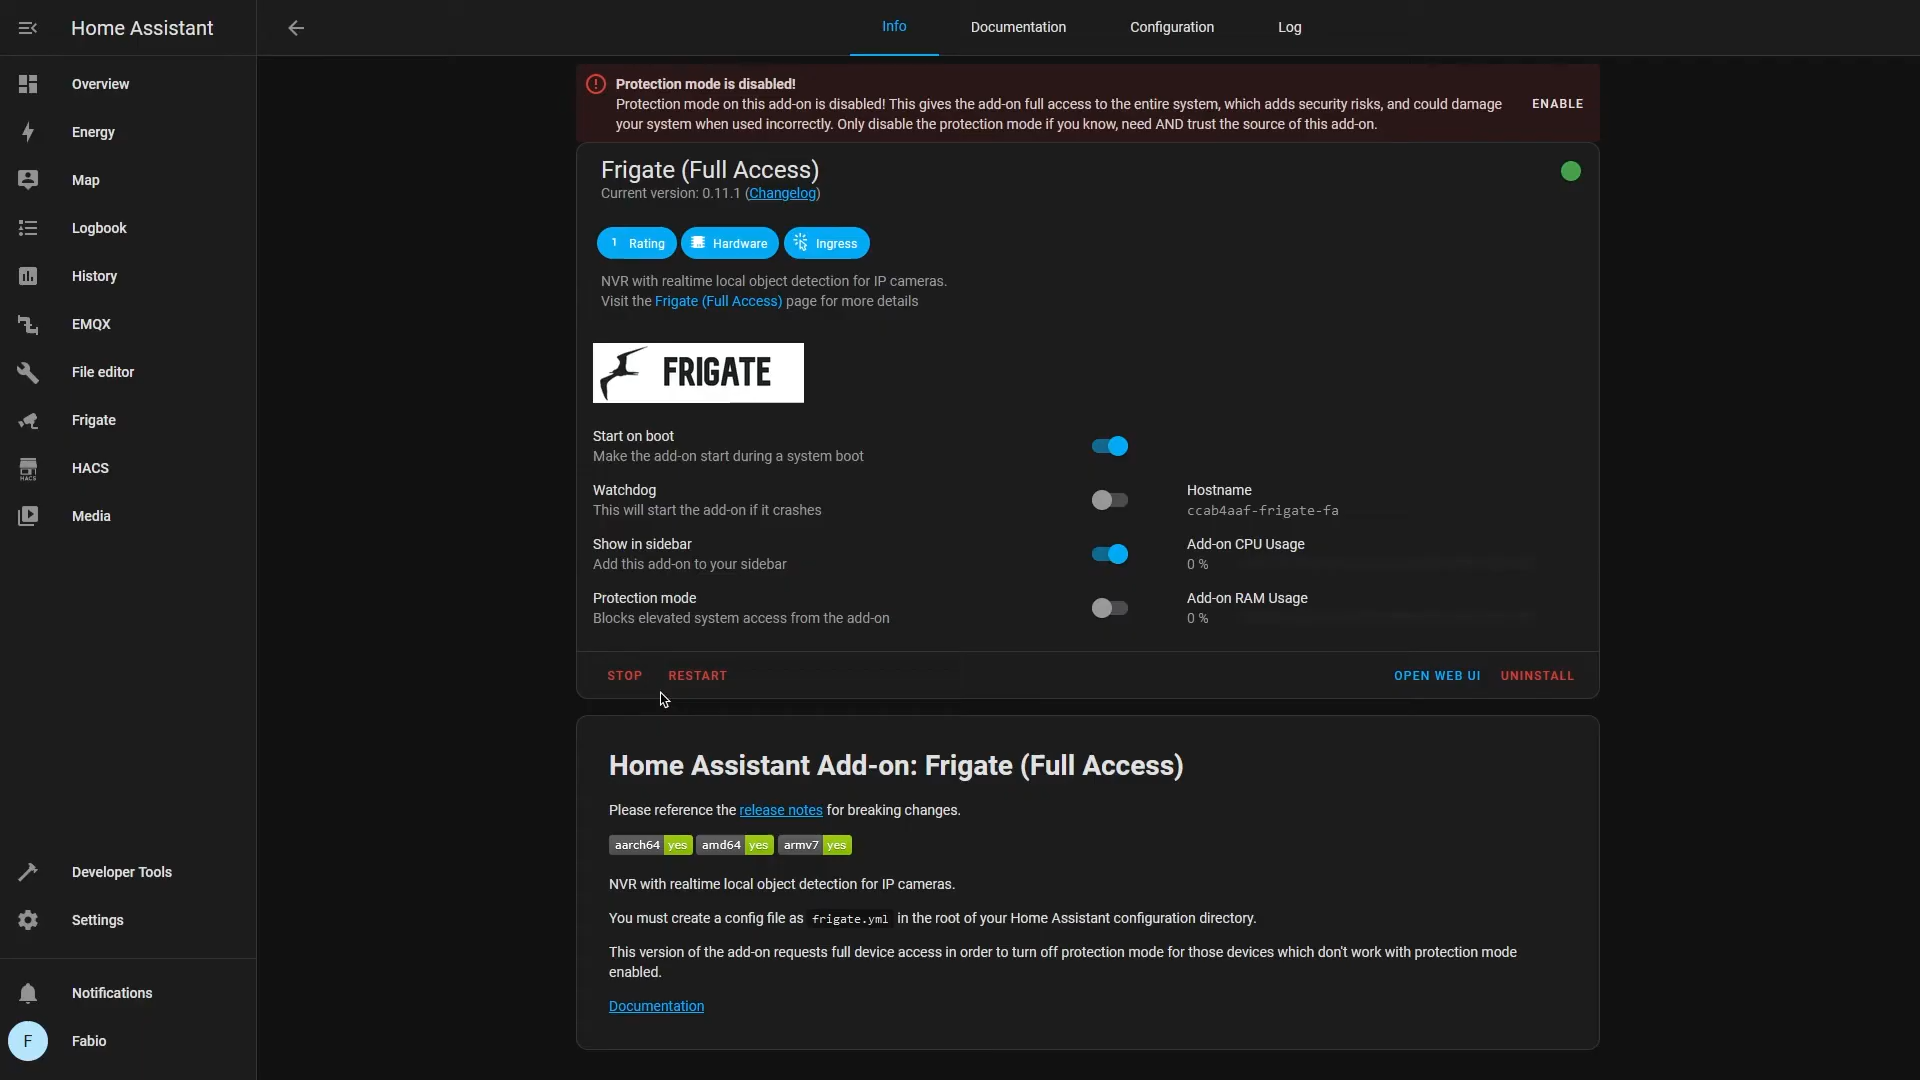 Home Assistant
Info
Documentation
Configuration
Log
Overview
Energy
Map
Logbook
History
EMQX
File editor
Frigate
HACS
HACS
Media
Developer Tools
Settings
Notifications
F
Fabio
Protection mode is disabled!
Protection mode on this add-on is disabled! This gives the add-on full access to the entire system, which adds security risks, and could damage
your system when used incorrectly. Only disable the protection mode if you know, need AND trust the source of this add-on.
ENABLE
Frigate (Full Access)
Current version: 0.11.1 (Changelog)
1 Rating
Hardware
Ingress
NVR with realtime local object detection for IP cameras.
Visit the Frigate (Full Access) page for more details
FRIGATE
Start on boot
Make the add-on start during a system boot
Watchdog
This will start the add-on if it crashes
Hostname
ccab4aaf-frigate-fa
Show in sidebar
Add this add-on to your sidebar
Add-on CPU Usage
0 %
Protection mode
Blocks elevated system access from the add-on
Add-on RAM Usage
0 %
STOP
RESTART
OPEN WEB UI
UNINSTALL
Home Assistant Add-on: Frigate (Full Access)
Please reference the release notes for breaking changes.
aarch64 yes amd64 yes armv7 yes
NVR with realtime local object detection for IP cameras.
You must create a config file as frigate.yml in the root of your Home Assistant configuration directory.
This version of the add-on requests full device access in order to turn off protection mode for those devices which don't work with protection mode
enabled.
Documentation